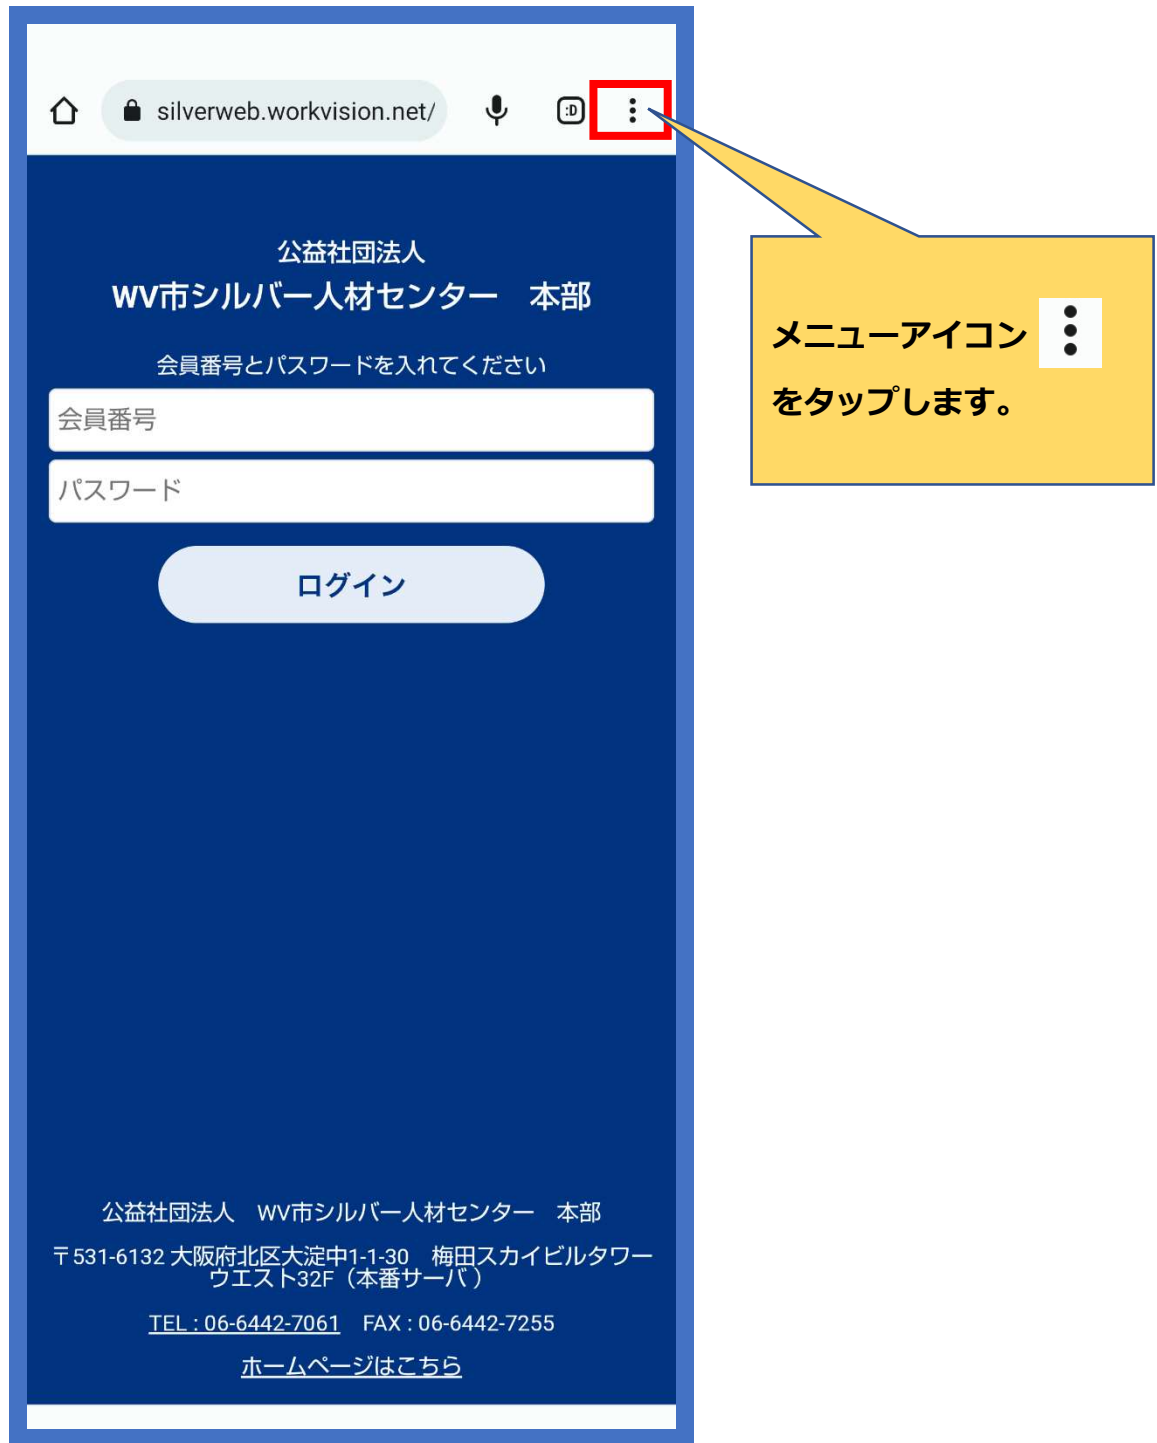 silverweb.workvision.net/
:D
公益社団法人
WV市シルバー人材センター　本部
会員番号とパスワードを入れてください
会員番号
パスワード
ログイン
メニューアイコン
をタップします。
公益社団法人　WV市シルバー人材センター　本部
〒531-6132 大阪府北区大淀中1-1-30　梅田スカイビルタワー
ウエスト32F（本番サーバ ）
TEL : 06-6442-7061　FAX : 06-6442-7255
ホームページはこちら